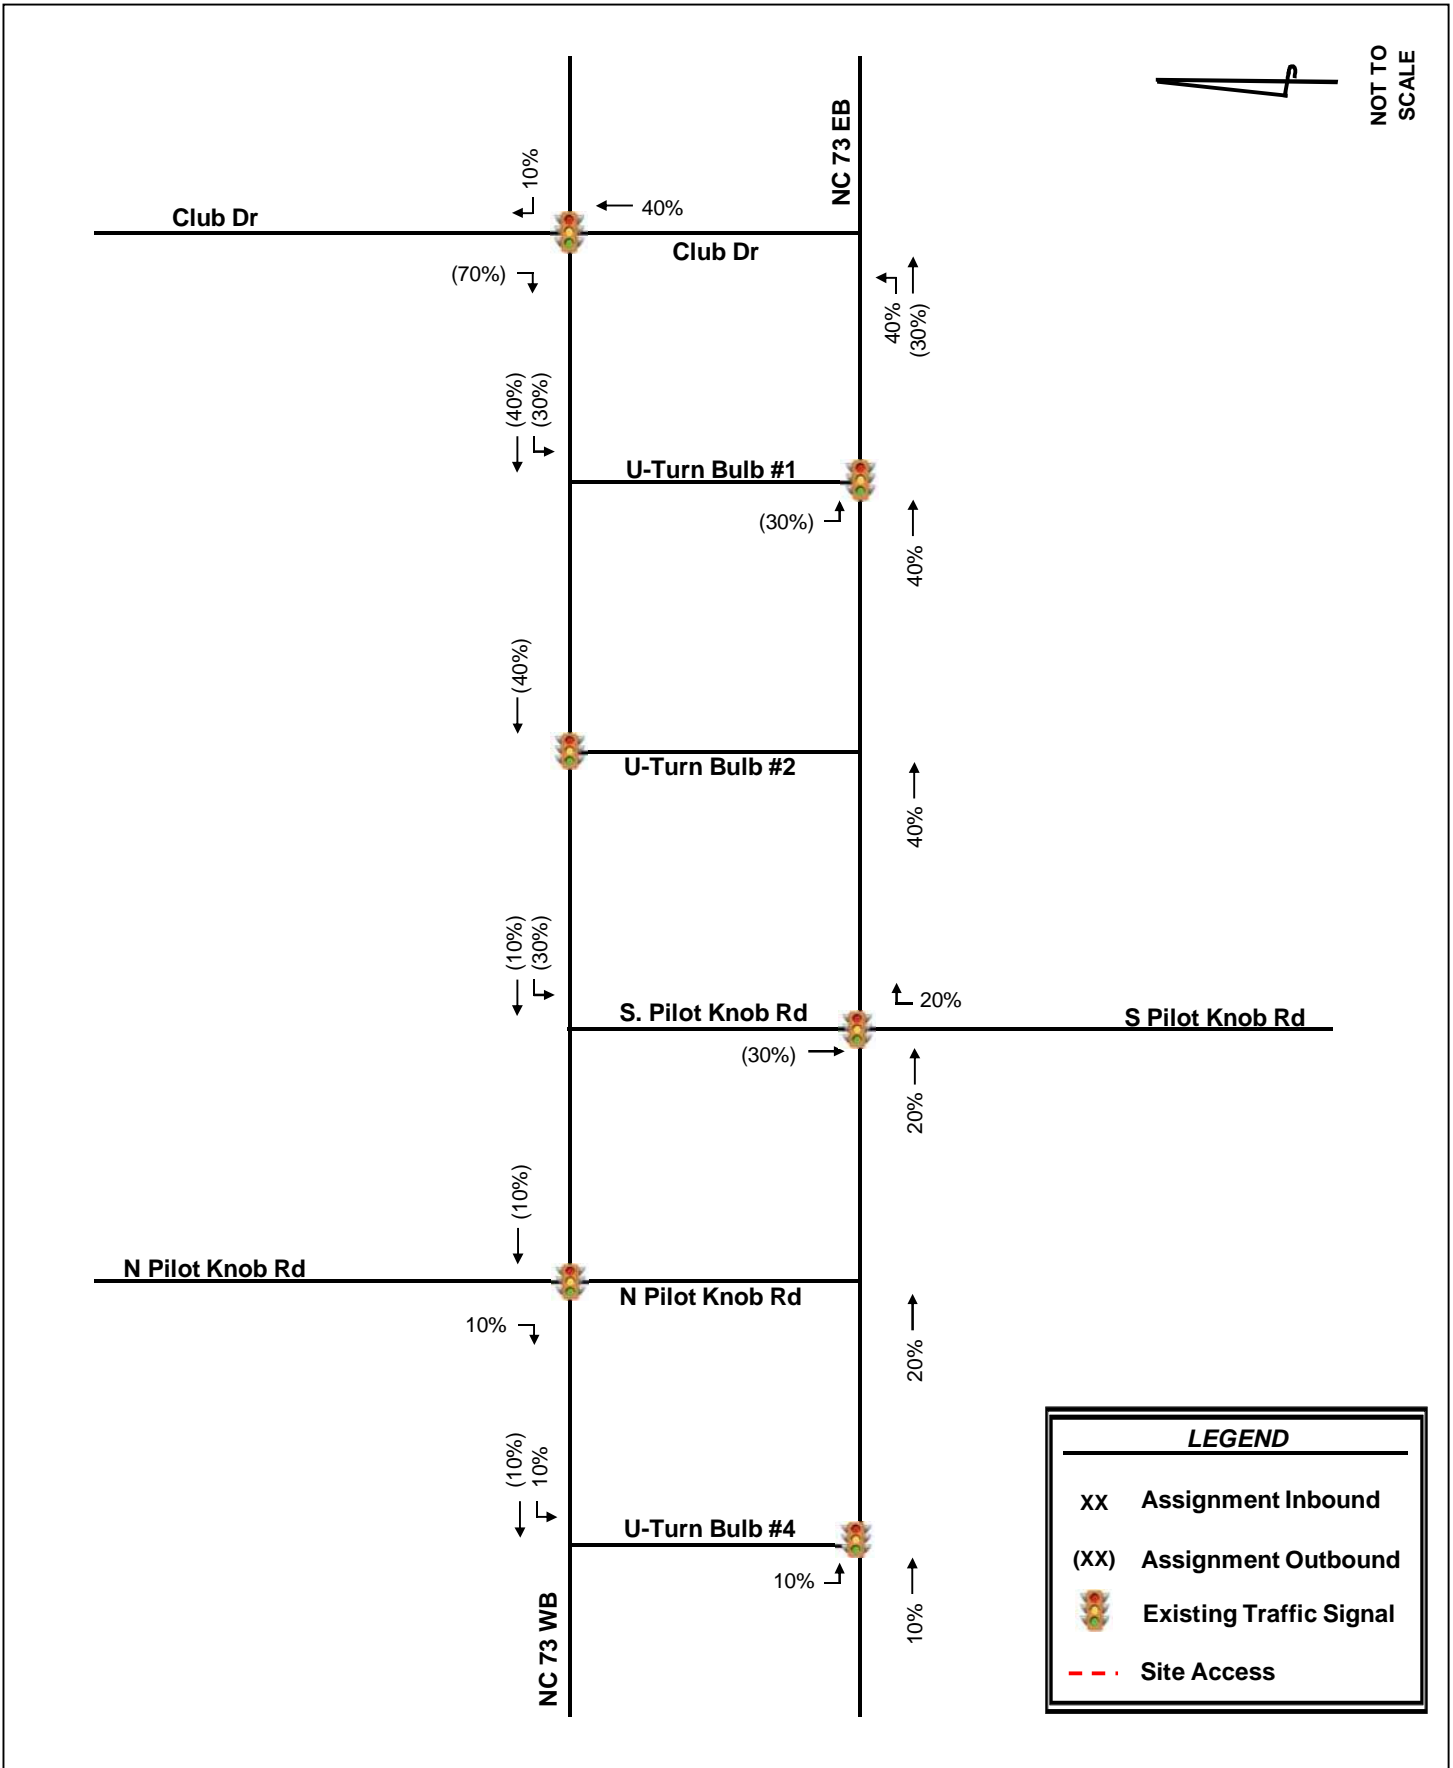 NOT TO
SCALE
NC 73 EB
10%
40%
Club Dr
Club Dr
(70%)
40%
(30%)
(40%)
(30%)
U-Turn Bulb #1
(30%)
40%
(40%)
U-Turn Bulb #2
40%
(10%)
(30%)
20%
S. Pilot Knob Rd
S Pilot Knob Rd
(30%)
20%
(10%)
N Pilot Knob Rd
N Pilot Knob Rd
10%
20%
(10%)
10%
U-Turn Bulb #4
10%
10%
NC 73 WB
LEGEND
XX Assignment Inbound
(XX) Assignment Outbound
Existing Traffic Signal
Site Access